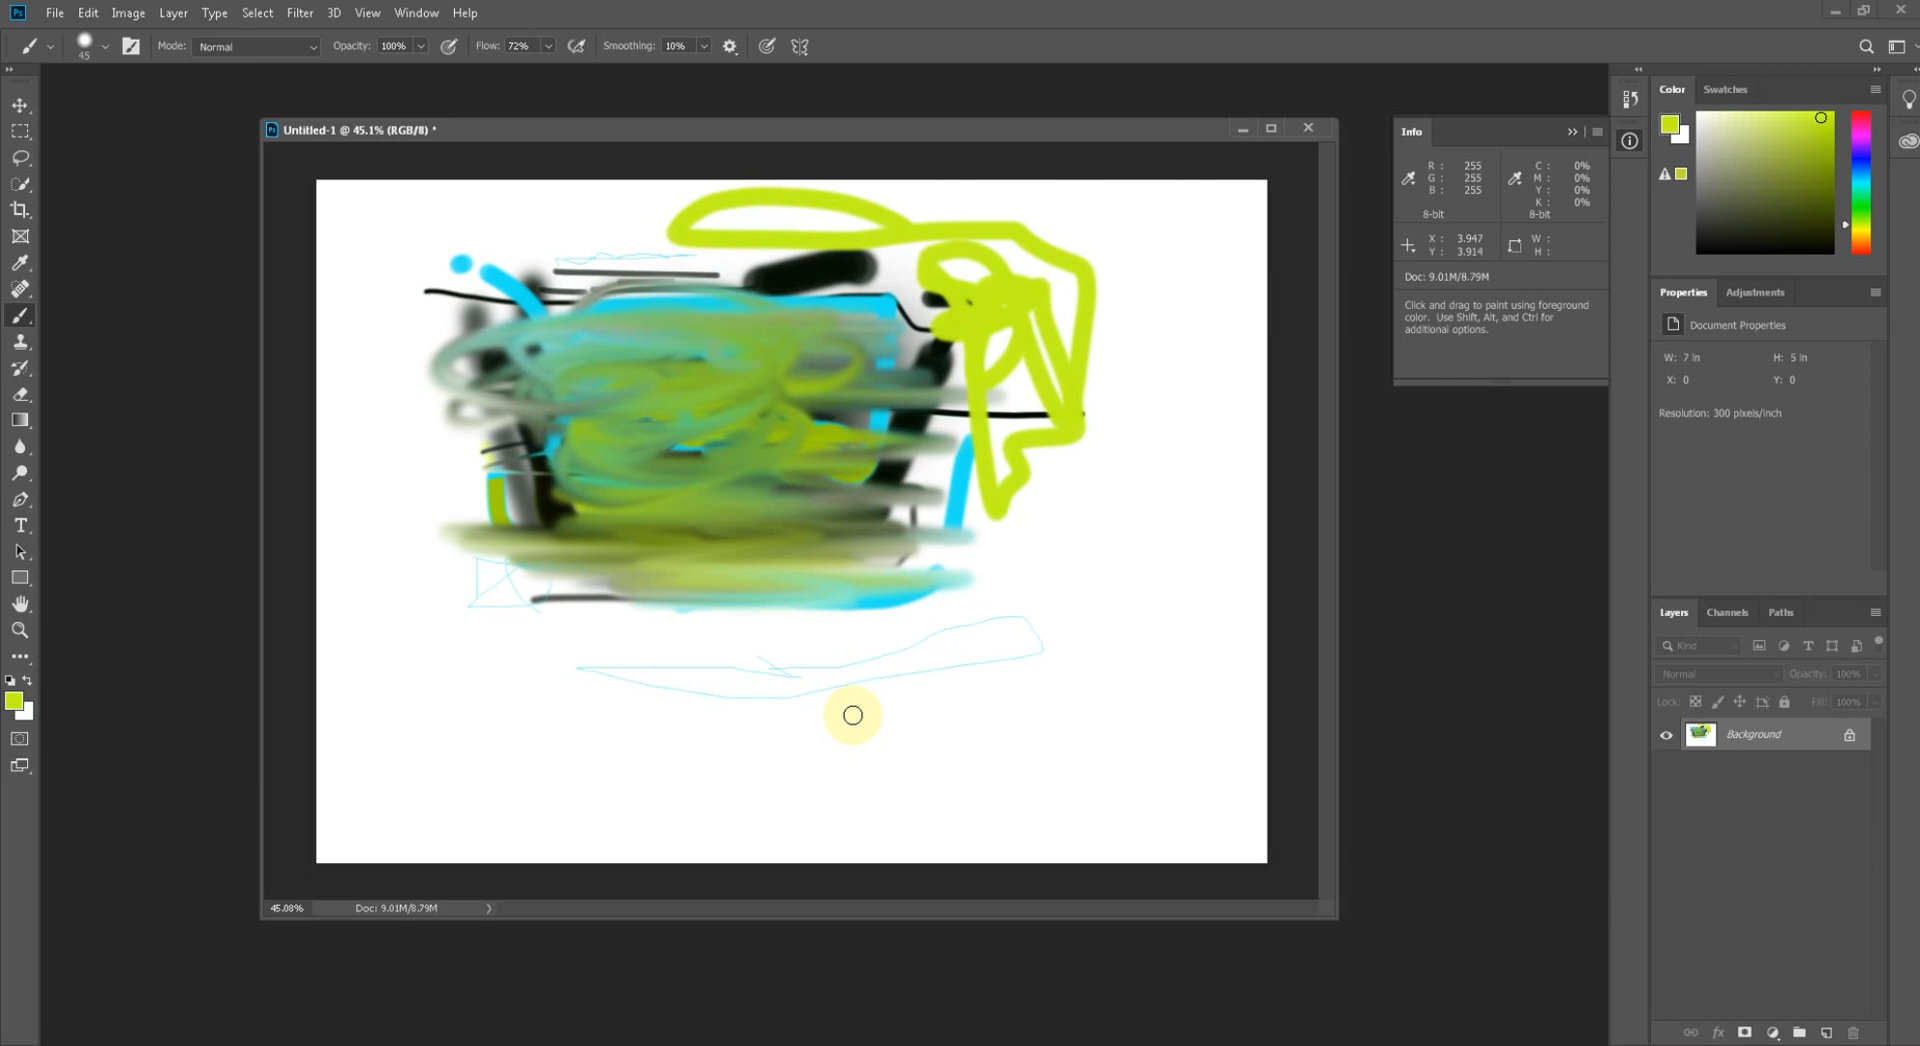 Ps File Edit Image Layer Type Select Filter 3D View Window Help
45 Mode: Normal Opacity: 100% Flow: 72% Smoothing: 10%
Untitled-1 @ 45.1% (RGB/8) *
Info
R: 255 C: 0%
G: 255 M: 0%
B: 255 Y: 0%
K: 0%
8-bit 8-bit
X: 3.947 W:
Y: 3.914 H:
Doc: 9.01M/8.79M
Click and drag to paint using foreground
color. Use Shift, Alt, and Ctrl for
additional options.
Color Swatches
Properties Adjustments
Document Properties
W: 7 in H: 5 in
X: 0 Y: 0
Resolution: 300 pixels/inch
Layers Channels Paths
Kind
Normal Opacity: 100%
Lock: Fill: 100%
Background
fx
45.08% Doc: 9.01M/8.79M